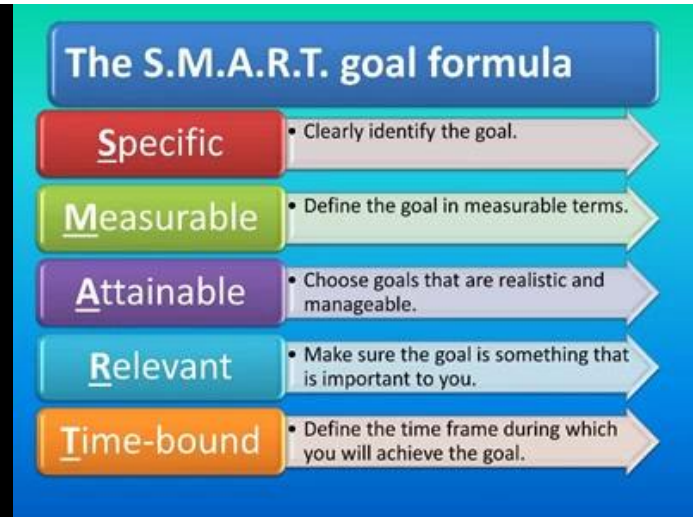 The S.M.A.R.T. goal formula
Specific
• Clearly identify the goal.
Measurable
• Define the goal in measurable terms.
Attainable
• Choose goals that are realistic and
manageable.
Relevant
• Make sure the goal is something that
is important to you.
Time-bound
• Define the time frame during which
you will achieve the goal.